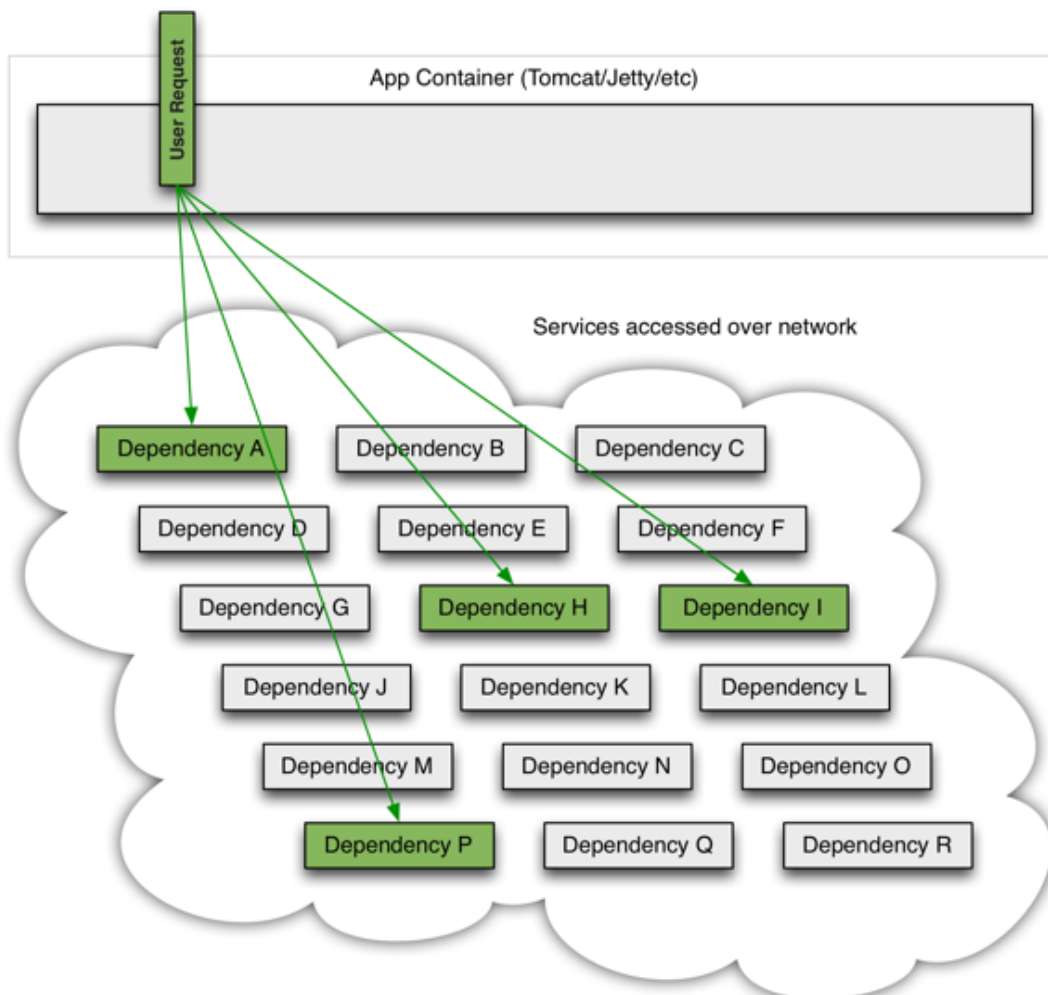 User Request
App Container (Tomcat/Jetty/etc)
Services accessed over network
Dependency A
Dependency B
Dependency C
Dependency D
Dependency E
Dependency F
Dependency G
Dependency H
Dependency I
Dependency J
Dependency K
Dependency L
Dependency M
Dependency N
Dependency O
Dependency P
Dependency Q
Dependency R